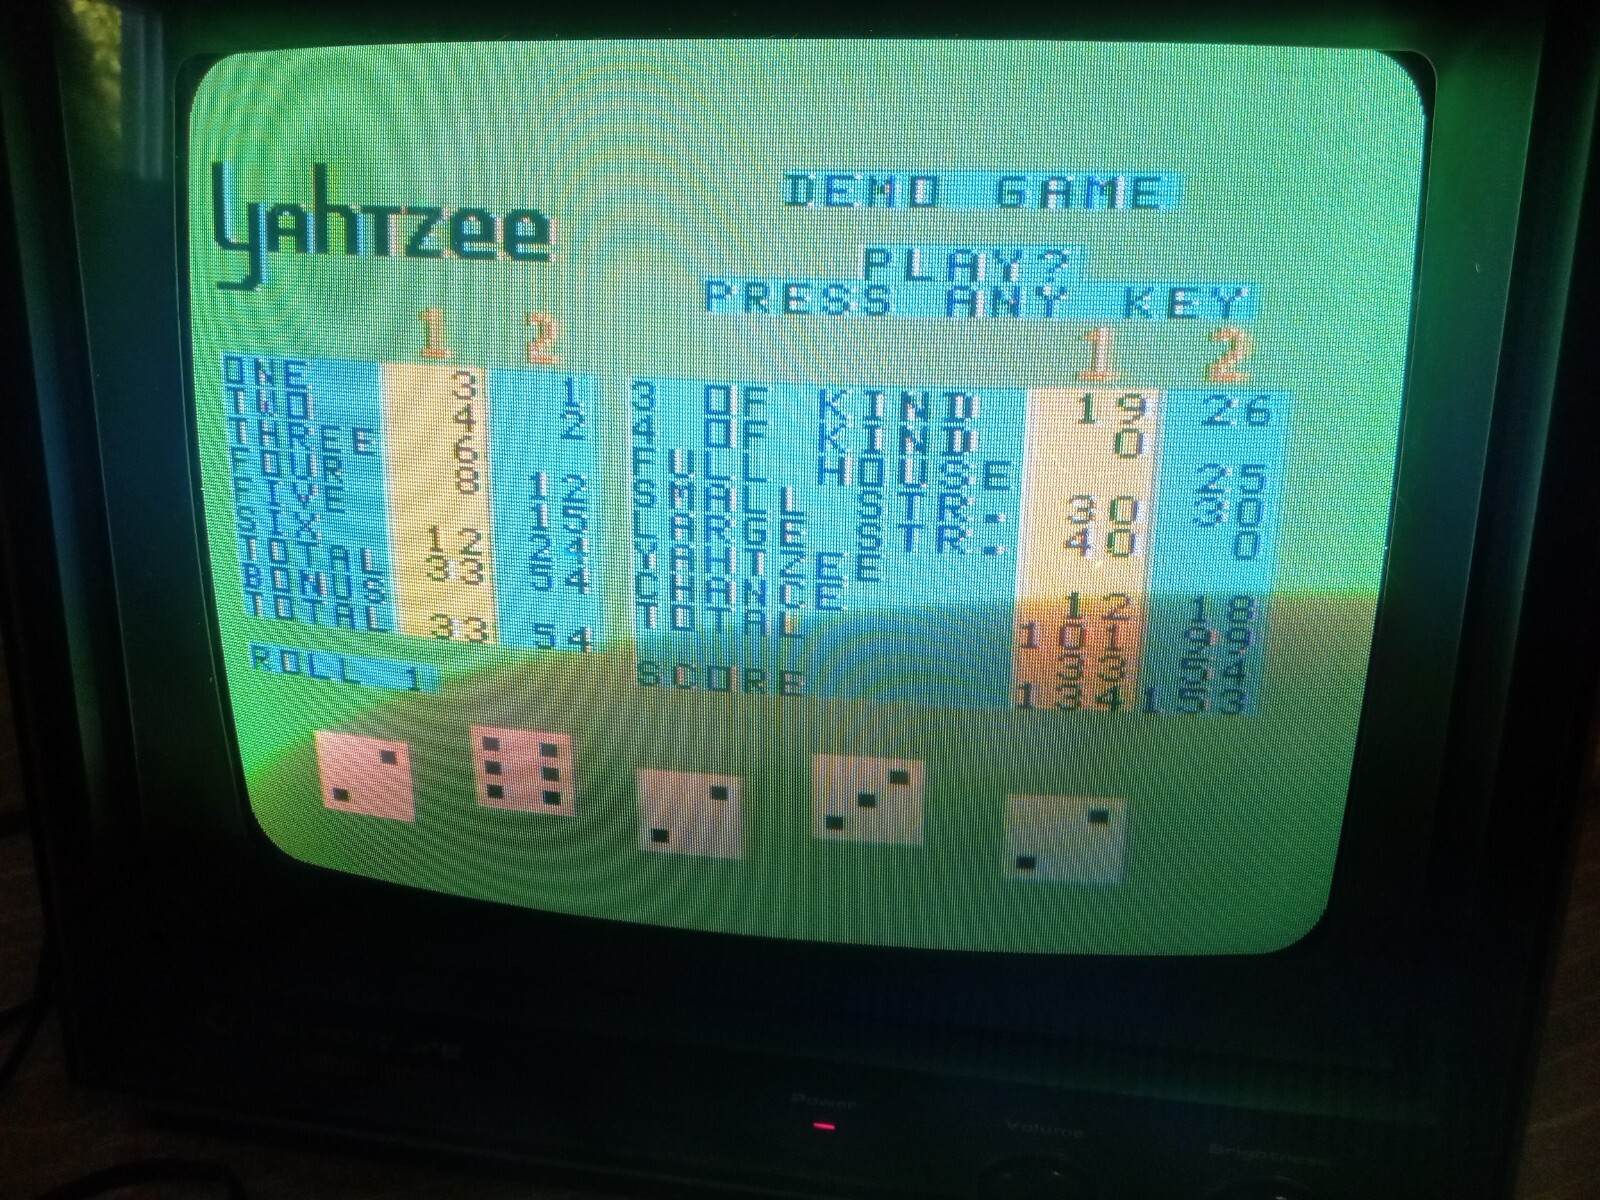 Yahtzee
DEMO GAME
PLAY?
PRESS ANY KEY
1 2
ONE 3 1
TWO 4 2
THREE 6
FOUR 8 12
FIVE 15
SIX 12 24
TOTAL 33 54
BONUS
TOTAL 33 54
ROLL 1
1 2
3 OF KIND 19 26
4 OF KIND 0
FULL HOUSE 25
SMALL STR. 30 30
LARGE STR. 40 0
YAHTZEE
CHANCE 12 18
TOTAL 101 99
33 54
SCORE 134 153
Power
Volume
Brightness